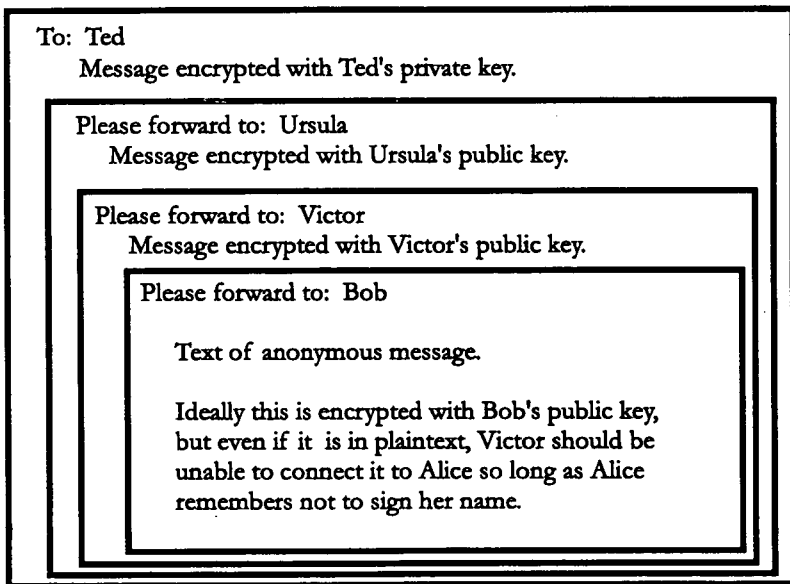 To: Ted
Message encrypted with Ted's private key.
Please forward to: Ursula
Message encrypted with Ursula's public key.
Please forward to: Victor
Message encrypted with Victor's public key.
Please forward to: Bob
Text of anonymous message.
Ideally this is encrypted with Bob's public key,
but even if it is in plaintext, Victor should be
unable to connect it to Alice so long as Alice
remembers not to sign her name.